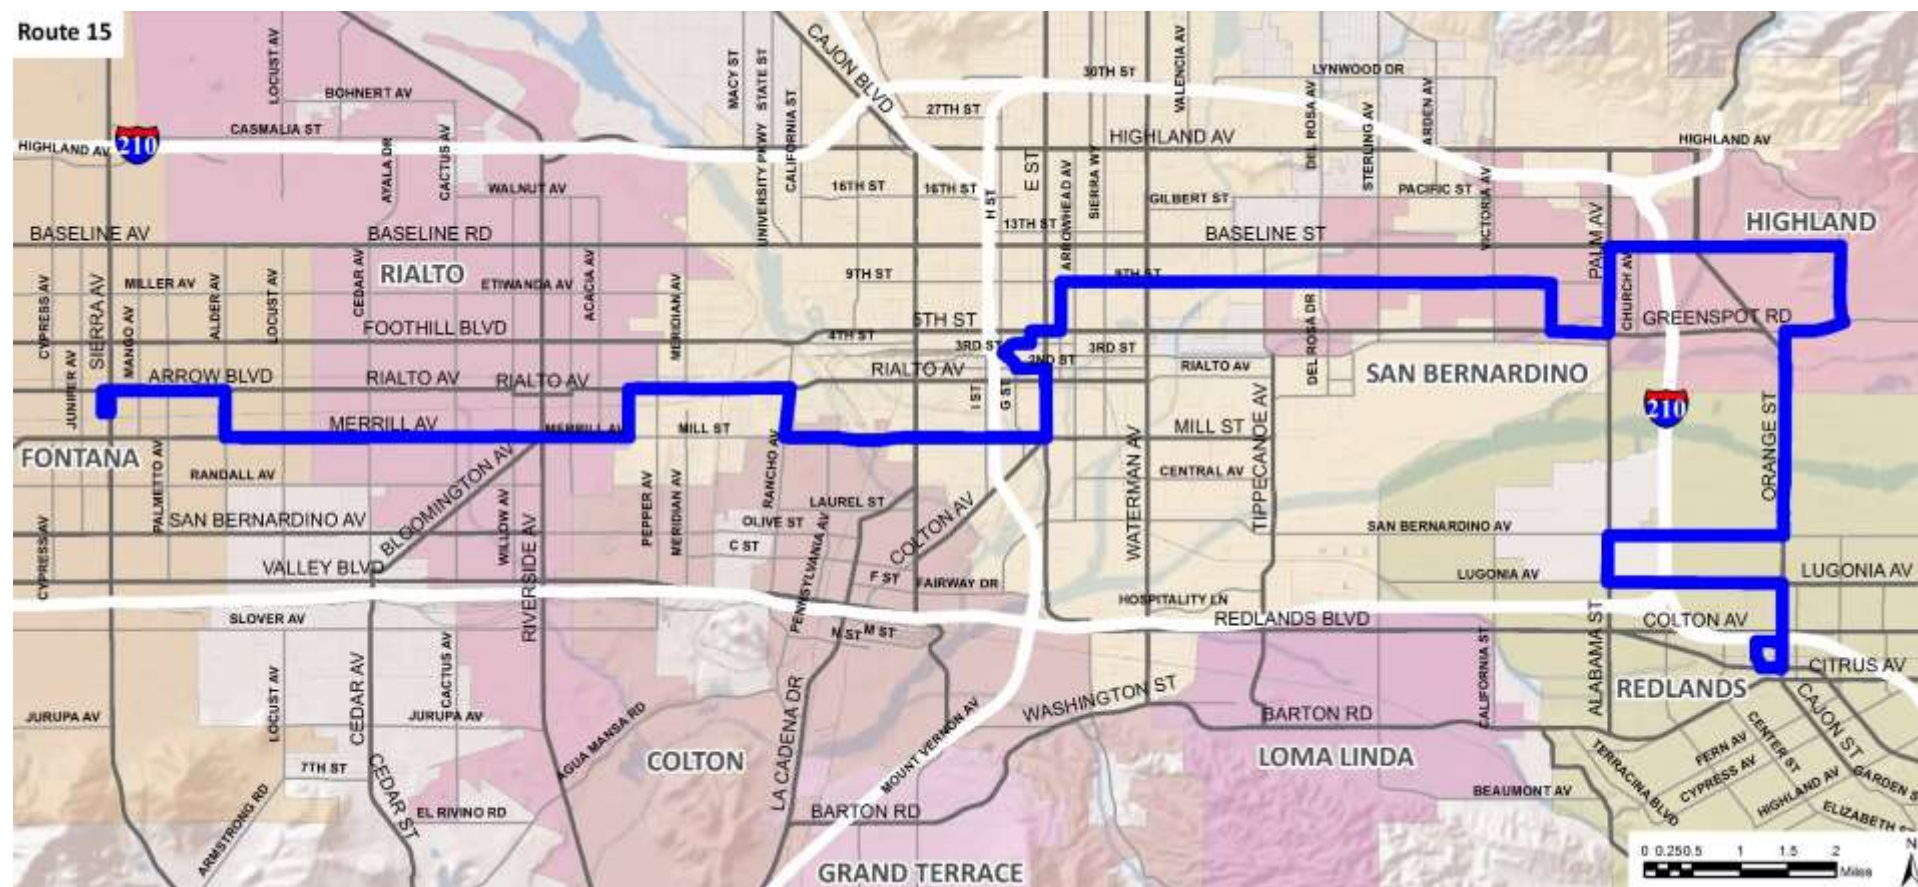 Route 15
LOCUST AV
MACY ST
UNIVERSITY PKWY
STATE ST
CALIFORNIA ST
CAJON BLVD
VALENCIA AV
30TH ST
LYNWOOD DR
BOHNERT AV
27TH ST
DEL ROSA AV
STERLING AV
ARDEN AV
CASMALIA ST
HIGHLAND AV
210
HIGHLAND AV
HIGHLAND AV
AYALA DR
CACTUS AV
WALNUT AV
16TH ST
16TH ST
H ST
E ST
ARROWHEAD AV
SIERRA WY
GILBERT ST
PACIFIC ST
VICTORIA AV
PALM AV
13TH ST
HIGHLAND
BASELINE AV
BASELINE RD
BASELINE ST
RIALTO
CYPRESS AV
SIERRA AV
MILLER AV
MANGO AV
ALDER AV
LOCUST AV
CEDAR AV
ETIWANDA AV
ACACIA AV
MERIDIAN AV
9TH ST
9TH ST
CHURCH AV
GREENSPOT RD
FOOTHILL BLVD
4TH ST
5TH ST
DEL ROSA DR
JUNIPER AV
3RD ST
3RD ST
2ND ST
RIALTO AV
RIALTO AV
SAN BERNARDINO
ARROW BLVD
RIALTO AV
RIALTO AV
I ST
G ST
TIPPECANOE AV
210
ORANGE ST
MERRILL AV
MERRILL AV
MILL ST
MILL ST
FONTANA
PALMETTO AV
RANDALL AV
BLOOMINGTON AV
PEPPER AV
MERIDIAN AV
RANCHO AV
WATERMAN AV
CENTRAL AV
LAUREL ST
CYPRESS AV
SAN BERNARDINO AV
WILLOW AV
RIVERSIDE AV
OLIVE ST
PENNSYLVANIA AV
COLTON AV
SAN BERNARDINO AV
C ST
VALLEY BLVD
F ST
FAIRWAY DR
LUGONIA AV
LUGONIA AV
HOSPITALITY LN
SLOVER AV
N ST
M ST
REDLANDS BLVD
ALABAMA ST
COLTON AV
CALIFORNIA ST
CITRUS AV
REDLANDS
LOCUST AV
CEDAR AV
CACTUS AV
LA CADENA DR
WASHINGTON ST
JURUPA AV
JURUPA AV
AGUA MANSA RD
MOUNT VERNON AV
BARTON RD
CENTER ST
CAJON ST
COLTON
LOMA LINDA
TERRACINA BLVD
FERN AV
7TH ST
CEDAR ST
CYPRESS AV
HIGHLAND AV
GARDEN S
ARMSTRONG RD
EL RIVINO RD
BARTON RD
BEAUMONT AV
ELIZABETH S
GRAND TERRACE
0 0.250.5 1 1.5 2
Miles
N